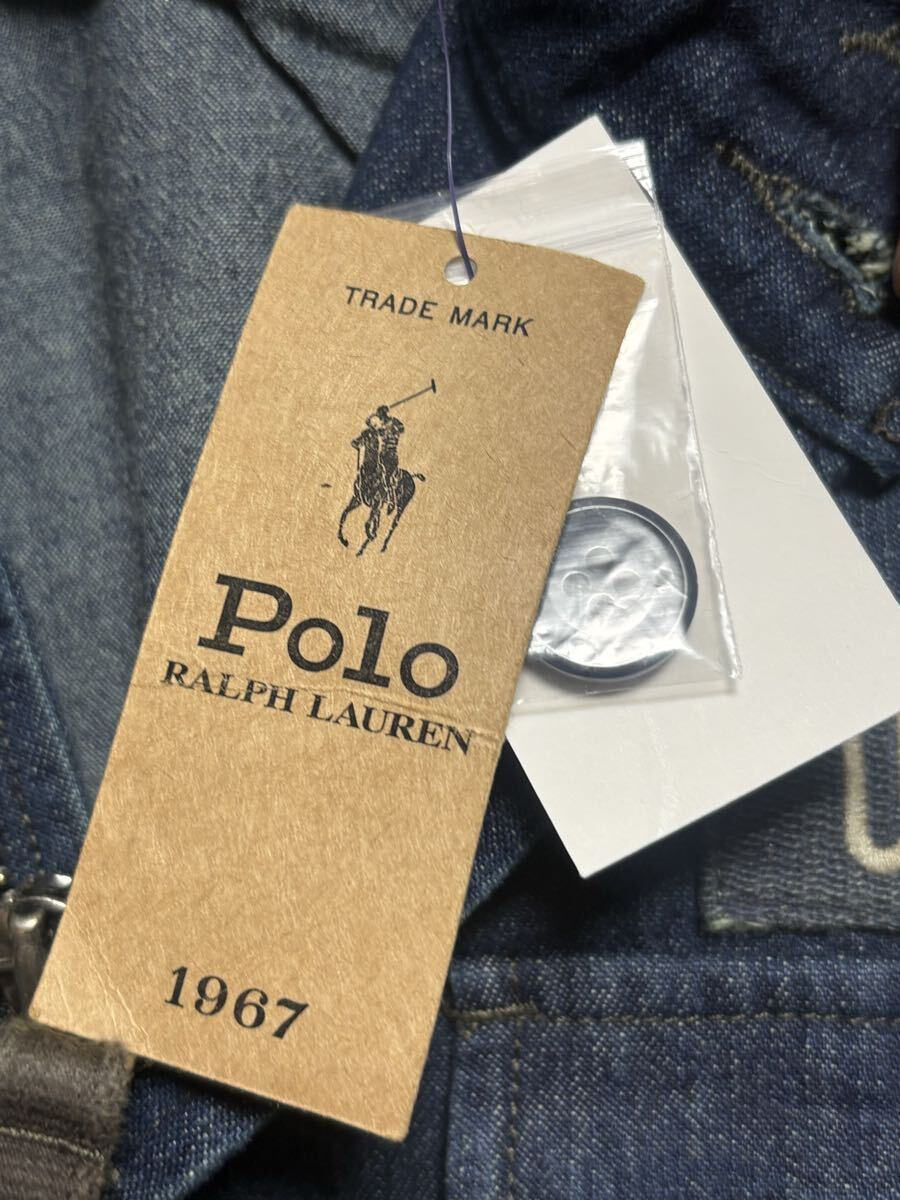 TRADE MARK
Polo
RALPH LAUREN
1967